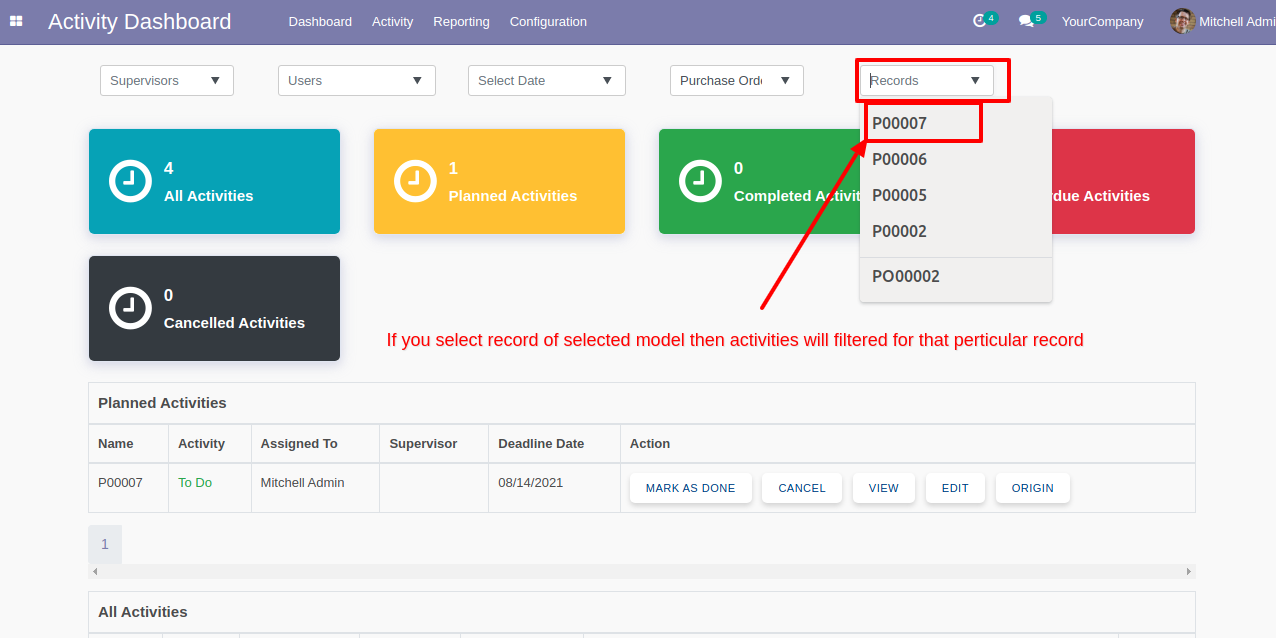 Activity Dashboard Dashboard Activity Reporting Configuration 4 5 YourCompany Mitchell Admi
Supervisors Users Select Date Purchase Orde Records
P00007
P00006
P00005
P00002
PO00002
4
All Activities
1
Planned Activities
0
Completed Activit
rdue Activities
0
Cancelled Activities
If you select record of selected model then activities will filtered for that perticular record
Planned Activities
Name Activity Assigned To Supervisor Deadline Date Action
P00007 To Do Mitchell Admin 08/14/2021 MARK AS DONE CANCEL VIEW EDIT ORIGIN
1
All Activities